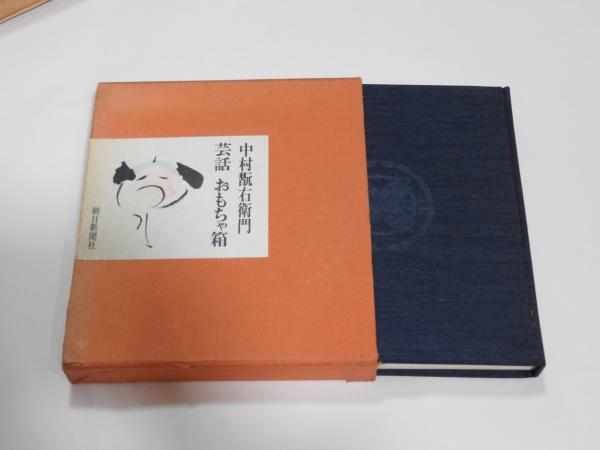 中村翫右衛門
芸話 おもちゃ箱
朝日新聞社